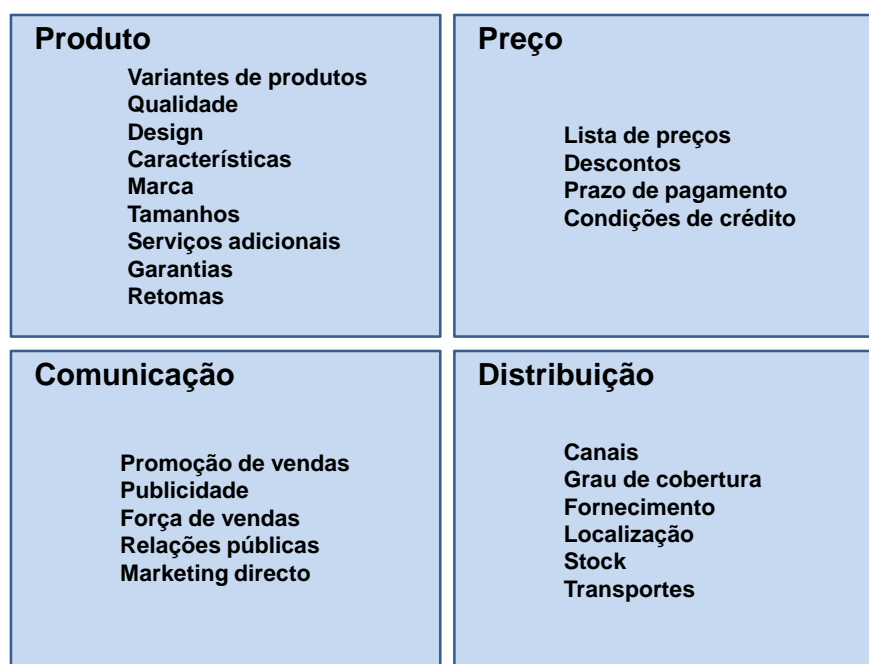 Produto
Variantes de produtos
Qualidade
Design
Características
Marca
Tamanhos
Serviços adicionais
Garantias
Retomas
Preço
Lista de preços
Descontos
Prazo de pagamento
Condições de crédito
Comunicação
Promoção de vendas
Publicidade
Força de vendas
Relações públicas
Marketing directo
Distribuição
Canais
Grau de cobertura
Fornecimento
Localização
Stock
Transportes